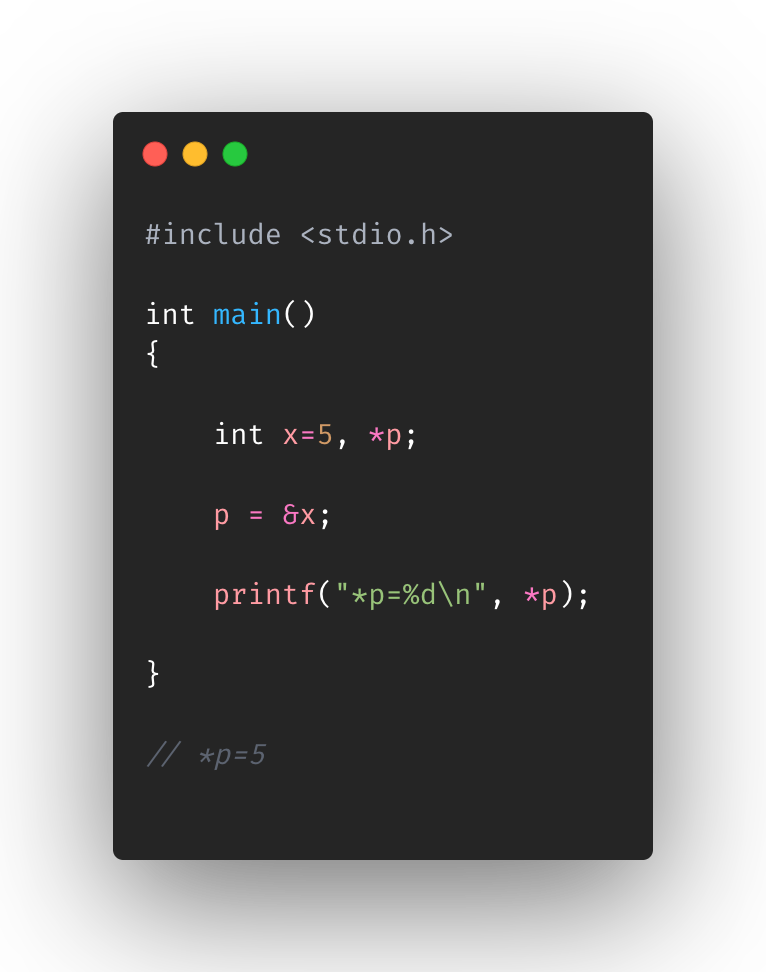 #include <stdio.h>
int main()
{
int x=5, *p;
p = &x;
printf("*p=%d\n", *p);
}
// *p=5